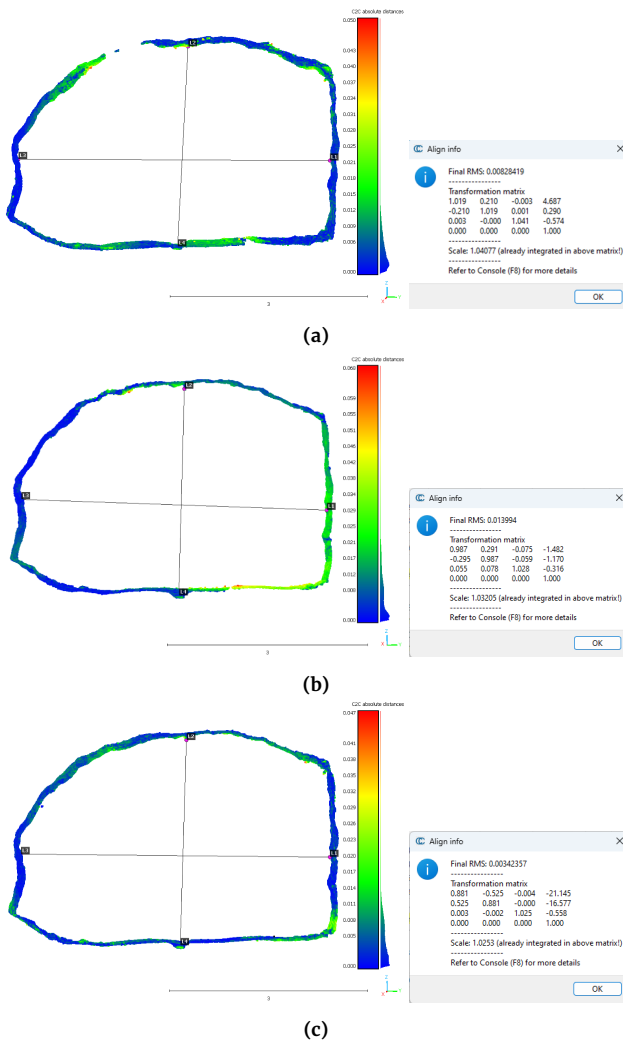 C2C absolute distances
0.050
0.043
0.040
0.037
0.034
0.031
0.028
0.025
0.021
0.018
0.015
0.012
0.009
0.006
0.000
L2
L1
L4
3
Z
X
Y
Align info
Final RMS: 0.00828419
----------------
Transformation matrix
1.019 0.210 -0.003 4.687
-0.210 1.019 0.001 0.290
0.003 -0.000 1.041 -0.574
0.000 0.000 0.000 1.000
----------------
Scale: 1.04077 (already integrated in above matrix!)
----------------
Refer to Console (F8) for more details
OK
(a)
C2C absolute distances
0.068
0.059
0.055
0.051
0.046
0.042
0.038
0.034
0.029
0.025
0.021
0.017
0.008
0.000
L2
L3
L1
L4
3
Z
X
Y
Align info
Final RMS: 0.013994
----------------
Transformation matrix
0.987 0.291 -0.075 -1.482
-0.295 0.987 -0.059 -1.170
0.055 0.078 1.028 -0.316
0.000 0.000 0.000 1.000
----------------
Scale: 1.03205 (already integrated in above matrix!)
----------------
Refer to Console (F8) for more details
OK
(b)
C2C absolute distances
0.047
0.041
0.038
0.035
0.032
0.029
0.026
0.023
0.020
0.017
0.014
0.011
0.005
0.000
L2
L3
L1
L4
3
Z
X
Y
Align info
Final RMS: 0.00342357
----------------
Transformation matrix
0.881 -0.525 -0.004 -21.145
0.525 0.881 -0.000 -16.577
0.003 -0.002 1.025 -0.558
0.000 0.000 0.000 1.000
----------------
Scale: 1.0253 (already integrated in above matrix!)
----------------
Refer to Console (F8) for more details
OK
(c)